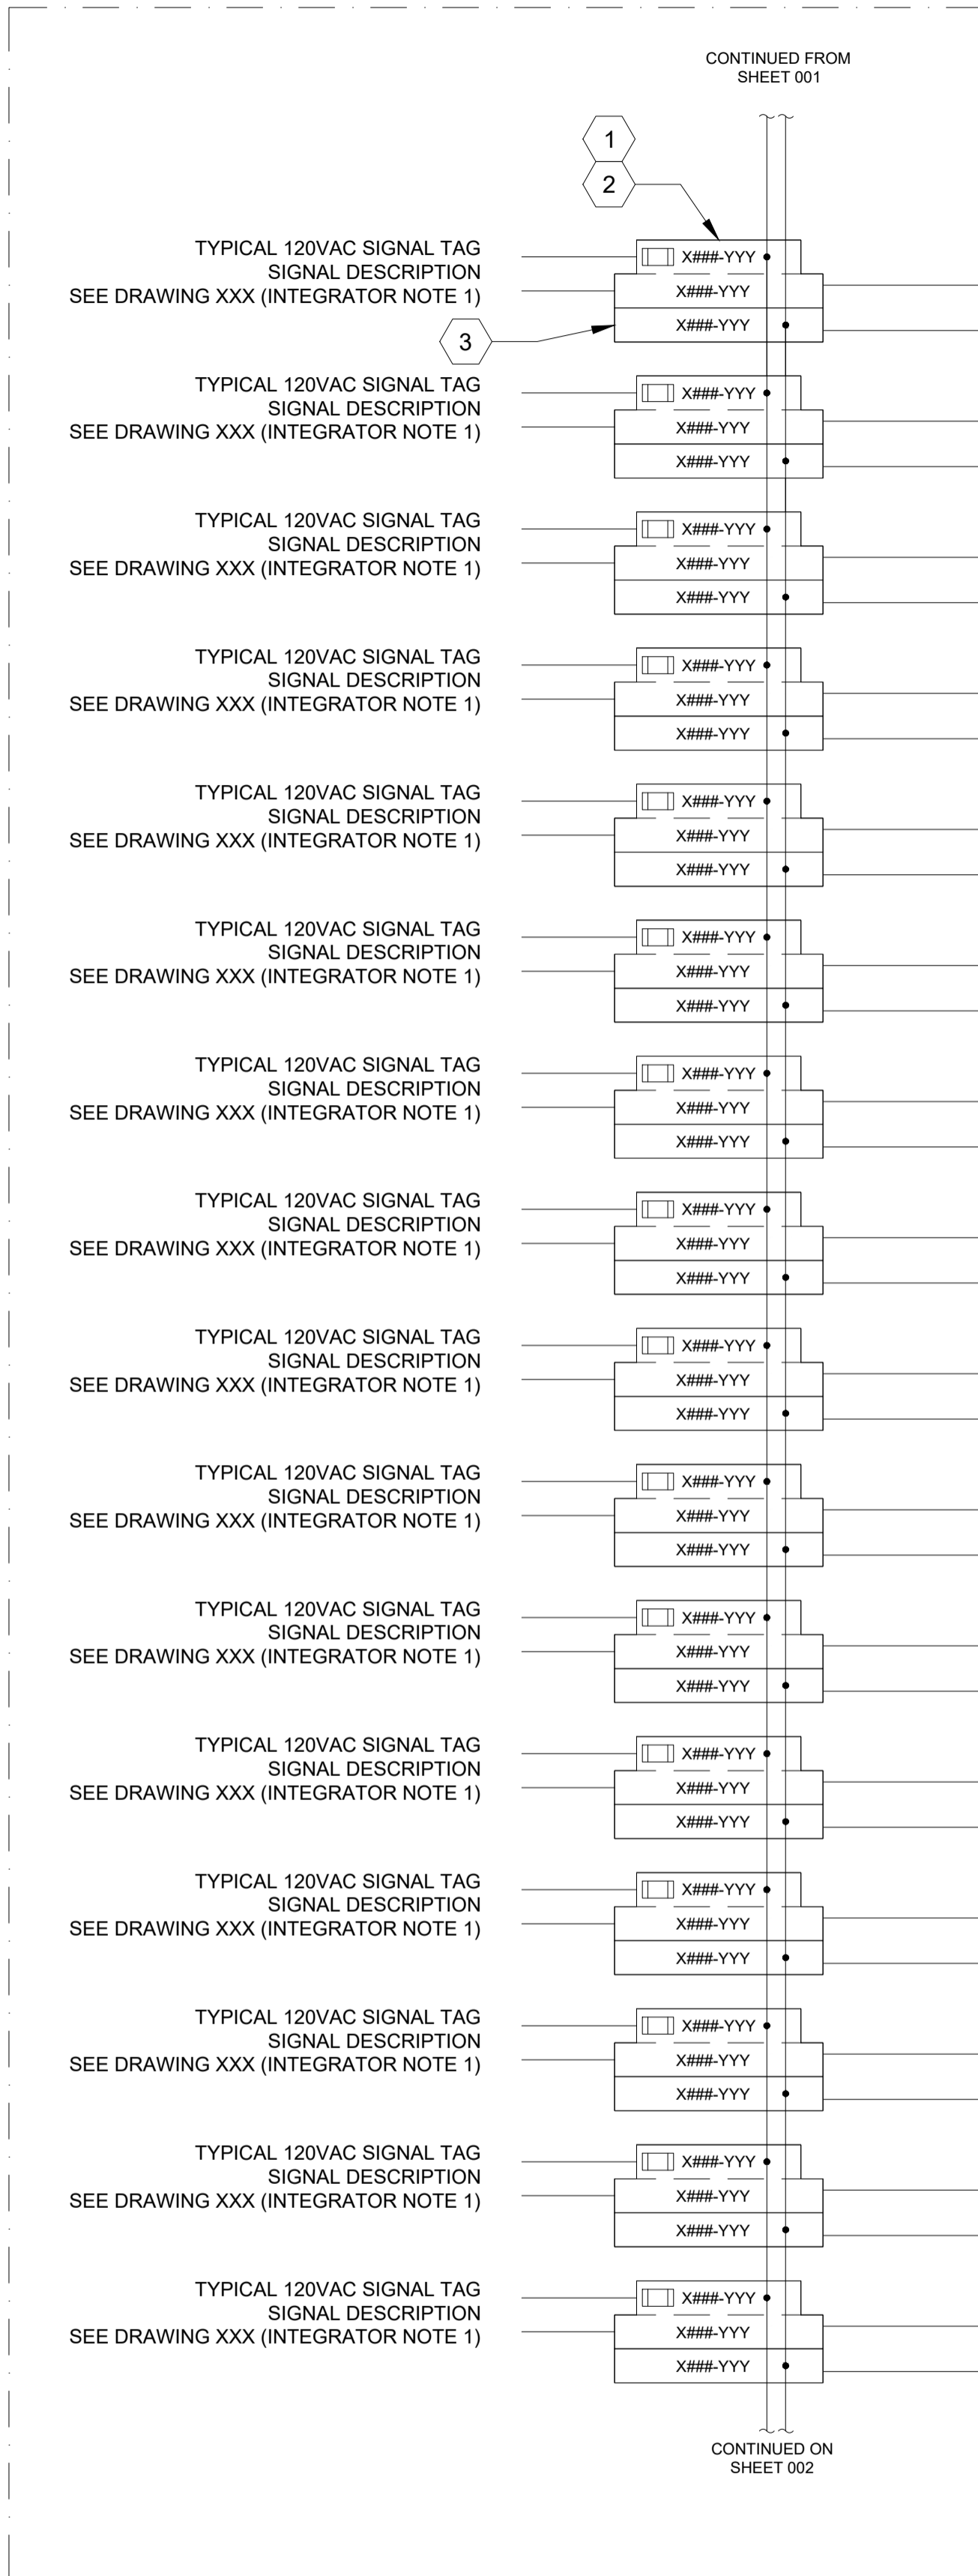 CONTINUED FROM
SHEET 001
1
2
TYPICAL 120VAC SIGNAL TAG
SIGNAL DESCRIPTION
SEE DRAWING XXX (INTEGRATOR NOTE 1)
X###-YYY
X###-YYY
X###-YYY
3
TYPICAL 120VAC SIGNAL TAG
SIGNAL DESCRIPTION
SEE DRAWING XXX (INTEGRATOR NOTE 1)
X###-YYY
X###-YYY
X###-YYY
TYPICAL 120VAC SIGNAL TAG
SIGNAL DESCRIPTION
SEE DRAWING XXX (INTEGRATOR NOTE 1)
X###-YYY
X###-YYY
X###-YYY
TYPICAL 120VAC SIGNAL TAG
SIGNAL DESCRIPTION
SEE DRAWING XXX (INTEGRATOR NOTE 1)
X###-YYY
X###-YYY
X###-YYY
TYPICAL 120VAC SIGNAL TAG
SIGNAL DESCRIPTION
SEE DRAWING XXX (INTEGRATOR NOTE 1)
X###-YYY
X###-YYY
X###-YYY
TYPICAL 120VAC SIGNAL TAG
SIGNAL DESCRIPTION
SEE DRAWING XXX (INTEGRATOR NOTE 1)
X###-YYY
X###-YYY
X###-YYY
TYPICAL 120VAC SIGNAL TAG
SIGNAL DESCRIPTION
SEE DRAWING XXX (INTEGRATOR NOTE 1)
X###-YYY
X###-YYY
X###-YYY
TYPICAL 120VAC SIGNAL TAG
SIGNAL DESCRIPTION
SEE DRAWING XXX (INTEGRATOR NOTE 1)
X###-YYY
X###-YYY
X###-YYY
TYPICAL 120VAC SIGNAL TAG
SIGNAL DESCRIPTION
SEE DRAWING XXX (INTEGRATOR NOTE 1)
X###-YYY
X###-YYY
X###-YYY
TYPICAL 120VAC SIGNAL TAG
SIGNAL DESCRIPTION
SEE DRAWING XXX (INTEGRATOR NOTE 1)
X###-YYY
X###-YYY
X###-YYY
TYPICAL 120VAC SIGNAL TAG
SIGNAL DESCRIPTION
SEE DRAWING XXX (INTEGRATOR NOTE 1)
X###-YYY
X###-YYY
X###-YYY
TYPICAL 120VAC SIGNAL TAG
SIGNAL DESCRIPTION
SEE DRAWING XXX (INTEGRATOR NOTE 1)
X###-YYY
X###-YYY
X###-YYY
TYPICAL 120VAC SIGNAL TAG
SIGNAL DESCRIPTION
SEE DRAWING XXX (INTEGRATOR NOTE 1)
X###-YYY
X###-YYY
X###-YYY
TYPICAL 120VAC SIGNAL TAG
SIGNAL DESCRIPTION
SEE DRAWING XXX (INTEGRATOR NOTE 1)
X###-YYY
X###-YYY
X###-YYY
TYPICAL 120VAC SIGNAL TAG
SIGNAL DESCRIPTION
SEE DRAWING XXX (INTEGRATOR NOTE 1)
X###-YYY
X###-YYY
X###-YYY
TYPICAL 120VAC SIGNAL TAG
SIGNAL DESCRIPTION
SEE DRAWING XXX (INTEGRATOR NOTE 1)
X###-YYY
X###-YYY
X###-YYY
CONTINUED ON
SHEET 002